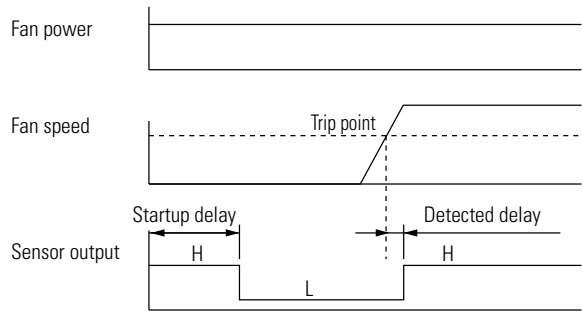 Fan power
Fan speed
Trip point
Startup delay
Detected delay
Sensor output
H
H
L